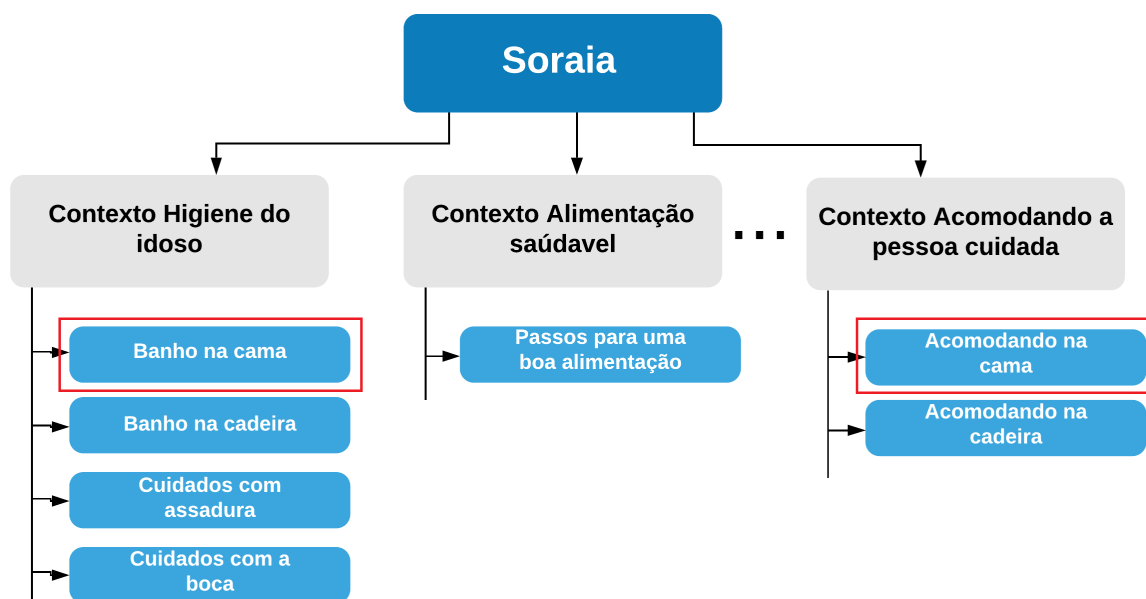 Soraia
Contexto Higiene do
idoso
Contexto Alimentação
saúdavel
...
Contexto Acomodando a
pessoa cuidada
Banho na cama
Banho na cadeira
Cuidados com
assadura
Cuidados com a
boca
Passos para uma
boa alimentação
Acomodando na
cama
Acomodando na
cadeira